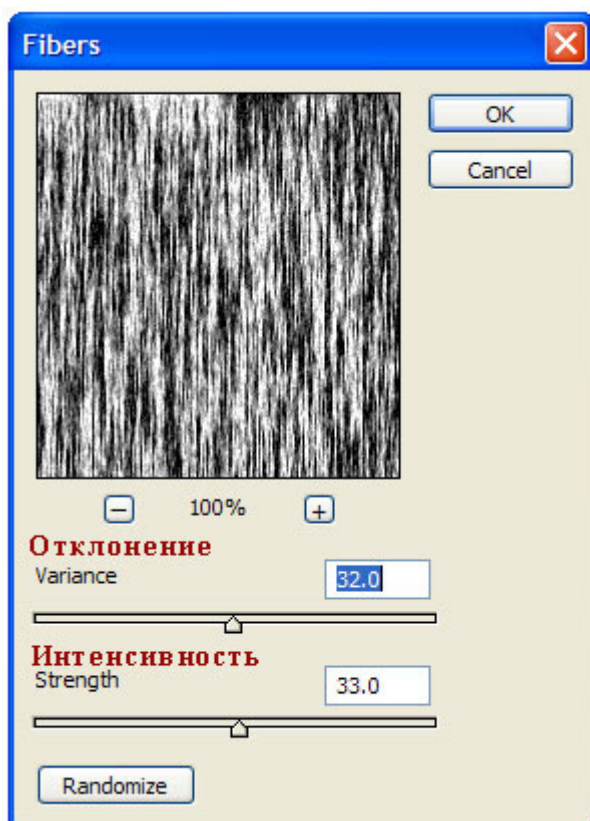 Fibers
OK
Cancel
100%
Отклонение
Variance
32.0
Интенсивность
Strength
33.0
Randomize